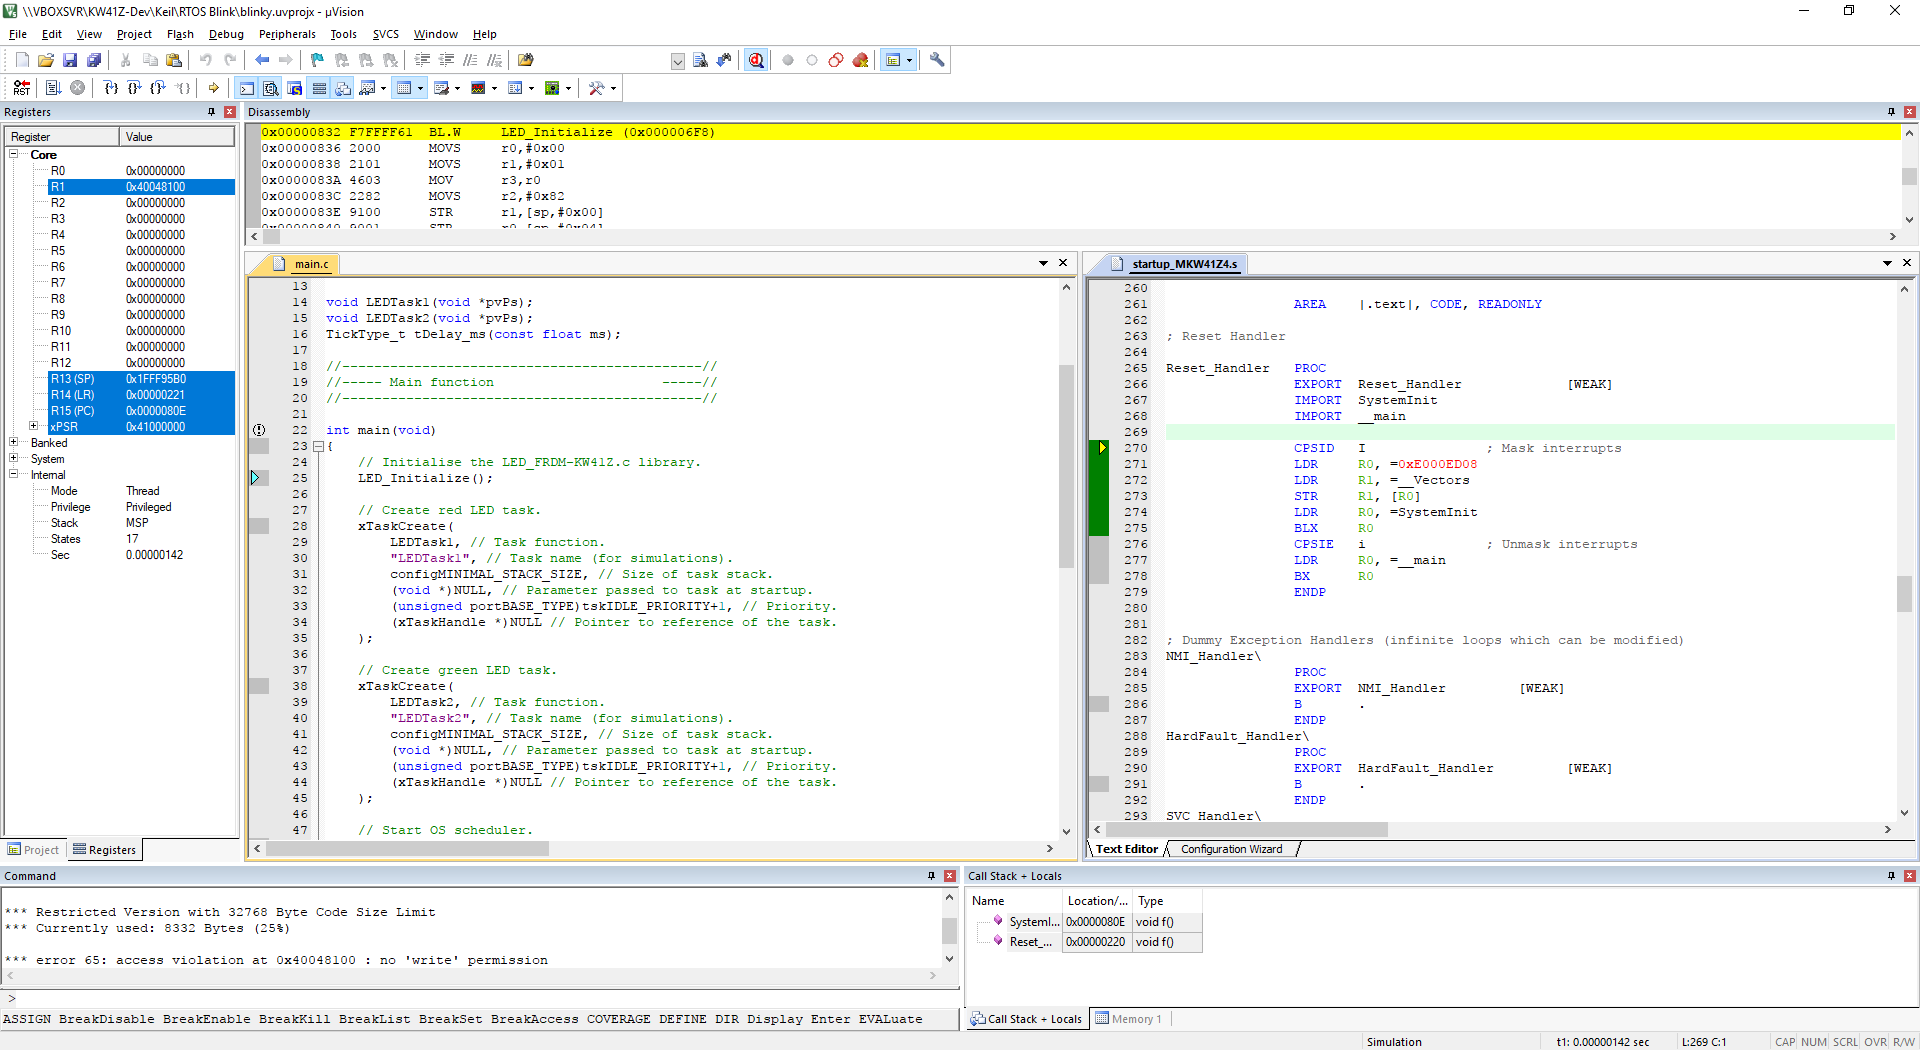 \\VBOXSVR\KW41Z-Dev\Keil\RTOS Blink\blinky.uvprojx - µVision
File Edit View Project Flash Debug Peripherals Tools SVCS Window Help
Registers
Register Value
Core
R0 0x00000000
R1 0x40048100
R2 0x00000000
R3 0x00000000
R4 0x00000000
R5 0x00000000
R6 0x00000000
R7 0x00000000
R8 0x00000000
R9 0x00000000
R10 0x00000000
R11 0x00000000
R12 0x00000000
R13 (SP) 0x1FFF95B0
R14 (LR) 0x00000221
R15 (PC) 0x0000080E
xPSR 0x41000000
Banked
System
Internal
Mode Thread
Privilege Privileged
Stack MSP
States 17
Sec 0.00000142
Project Registers
Disassembly
0x00000832 F7FFFF61 BL.W LED_Initialize (0x000006F8)
0x00000836 2000 MOVS r0,#0x00
0x00000838 2101 MOVS r1,#0x01
0x0000083A 4603 MOV r3,r0
0x0000083C 2282 MOVS r2,#0x82
0x0000083E 9100 STR r1,[sp,#0x00]
0x00000840 9001 STR r0,[sp,#0x04]
main.c
13
14 void LEDTask1(void *pvPs);
15 void LEDTask2(void *pvPs);
16 TickType_t tDelay_ms(const float ms);
17
18 //---------------------------------------------//
19 //----- Main function -----//
20 //---------------------------------------------//
21
22 int main(void)
23 {
24 // Initialise the LED_FRDM-KW41Z.c library.
25 LED_Initialize();
26
27 // Create red LED task.
28 xTaskCreate(
29 LEDTask1, // Task function.
30 "LEDTask1", // Task name (for simulations).
31 configMINIMAL_STACK_SIZE, // Size of task stack.
32 (void *)NULL, // Parameter passed to task at startup.
33 (unsigned portBASE_TYPE)tskIDLE_PRIORITY+1, // Priority.
34 (xTaskHandle *)NULL // Pointer to reference of the task.
35 );
36
37 // Create green LED task.
38 xTaskCreate(
39 LEDTask2, // Task function.
40 "LEDTask2", // Task name (for simulations).
41 configMINIMAL_STACK_SIZE, // Size of task stack.
42 (void *)NULL, // Parameter passed to task at startup.
43 (unsigned portBASE_TYPE)tskIDLE_PRIORITY+1, // Priority.
44 (xTaskHandle *)NULL // Pointer to reference of the task.
45 );
46
47 // Start OS scheduler.
startup_MKW41Z4.s
260
261 AREA |.text|, CODE, READONLY
262
263 ; Reset Handler
264
265 Reset_Handler PROC
266 EXPORT Reset_Handler [WEAK]
267 IMPORT SystemInit
268 IMPORT __main
269
270 CPSID I ; Mask interrupts
271 LDR R0, =0xE000ED08
272 LDR R1, =__Vectors
273 STR R1, [R0]
274 LDR R0, =SystemInit
275 BLX R0
276 CPSIE i ; Unmask interrupts
277 LDR R0, =__main
278 BX R0
279 ENDP
280
281
282 ; Dummy Exception Handlers (infinite loops which can be modified)
283 NMI_Handler\
284 PROC
285 EXPORT NMI_Handler [WEAK]
286 B .
287 ENDP
288 HardFault_Handler\
289 PROC
290 EXPORT HardFault_Handler [WEAK]
291 B .
292 ENDP
293 SVC_Handler\
Text Editor Configuration Wizard
Command
*** Restricted Version with 32768 Byte Code Size Limit
*** Currently used: 8332 Bytes (25%)
*** error 65: access violation at 0x40048100 : no 'write' permission
>
ASSIGN BreakDisable BreakEnable BreakKill BreakList BreakSet BreakAccess COVERAGE DEFINE DIR Display Enter EVALuate
Call Stack + Locals
Name Location/... Type
SystemI... 0x0000080E void f()
Reset_... 0x00000220 void f()
Call Stack + Locals Memory 1
Simulation t1: 0.00000142 sec L:269 C:1 CAP NUM SCRL OVR R/W